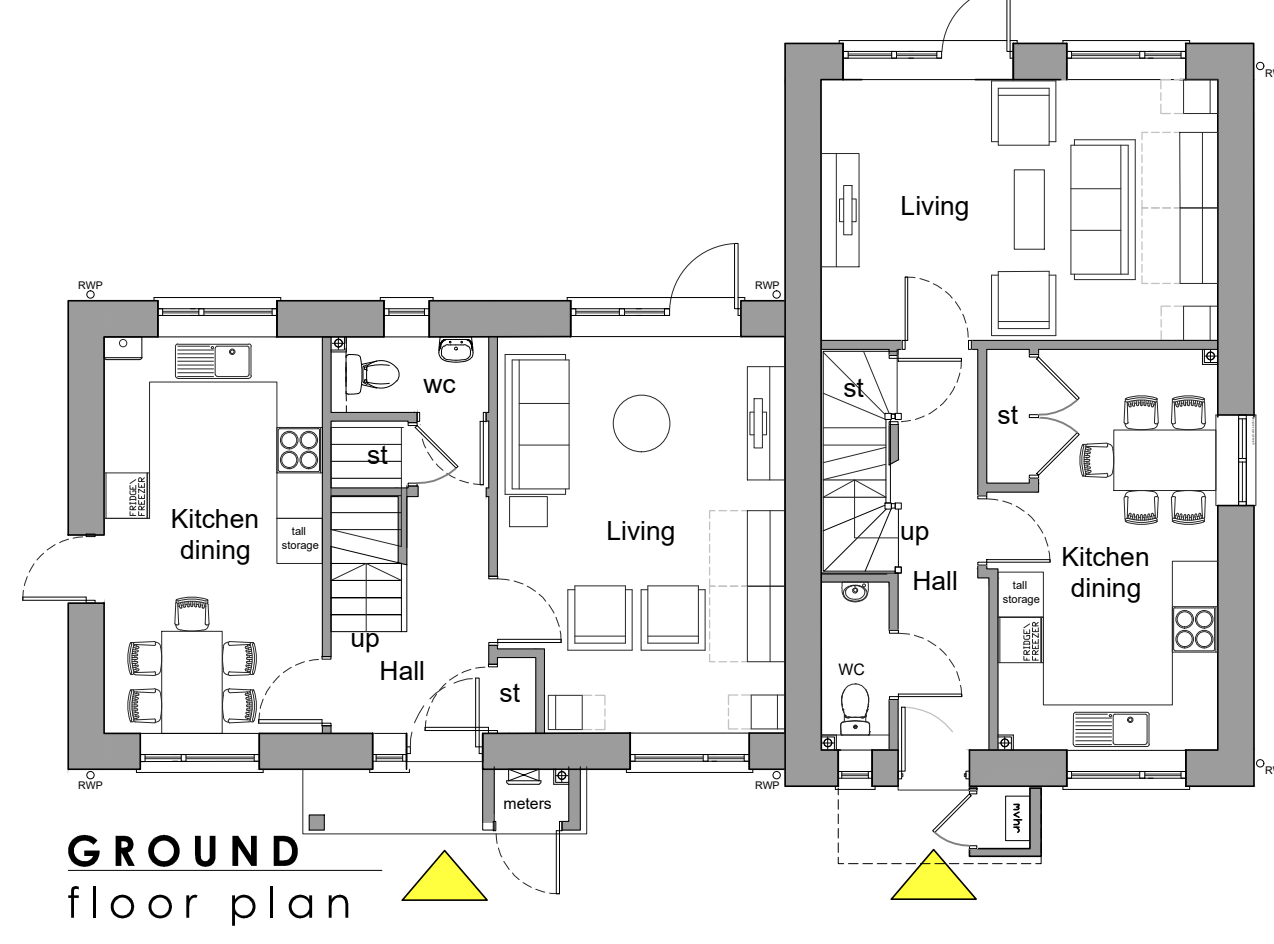 R
Living
RWP
RWP
wc
st
st
st
FRIDGE\
FREEZER
Kitchen
dining
tall
storage
Living
up
Hall
Kitchen
dining
tall
storage
FRIDGE\
FREEZER
up
Hall
st
wc
RWP
RWP
R
meters
mvhr
GROUND
floor plan